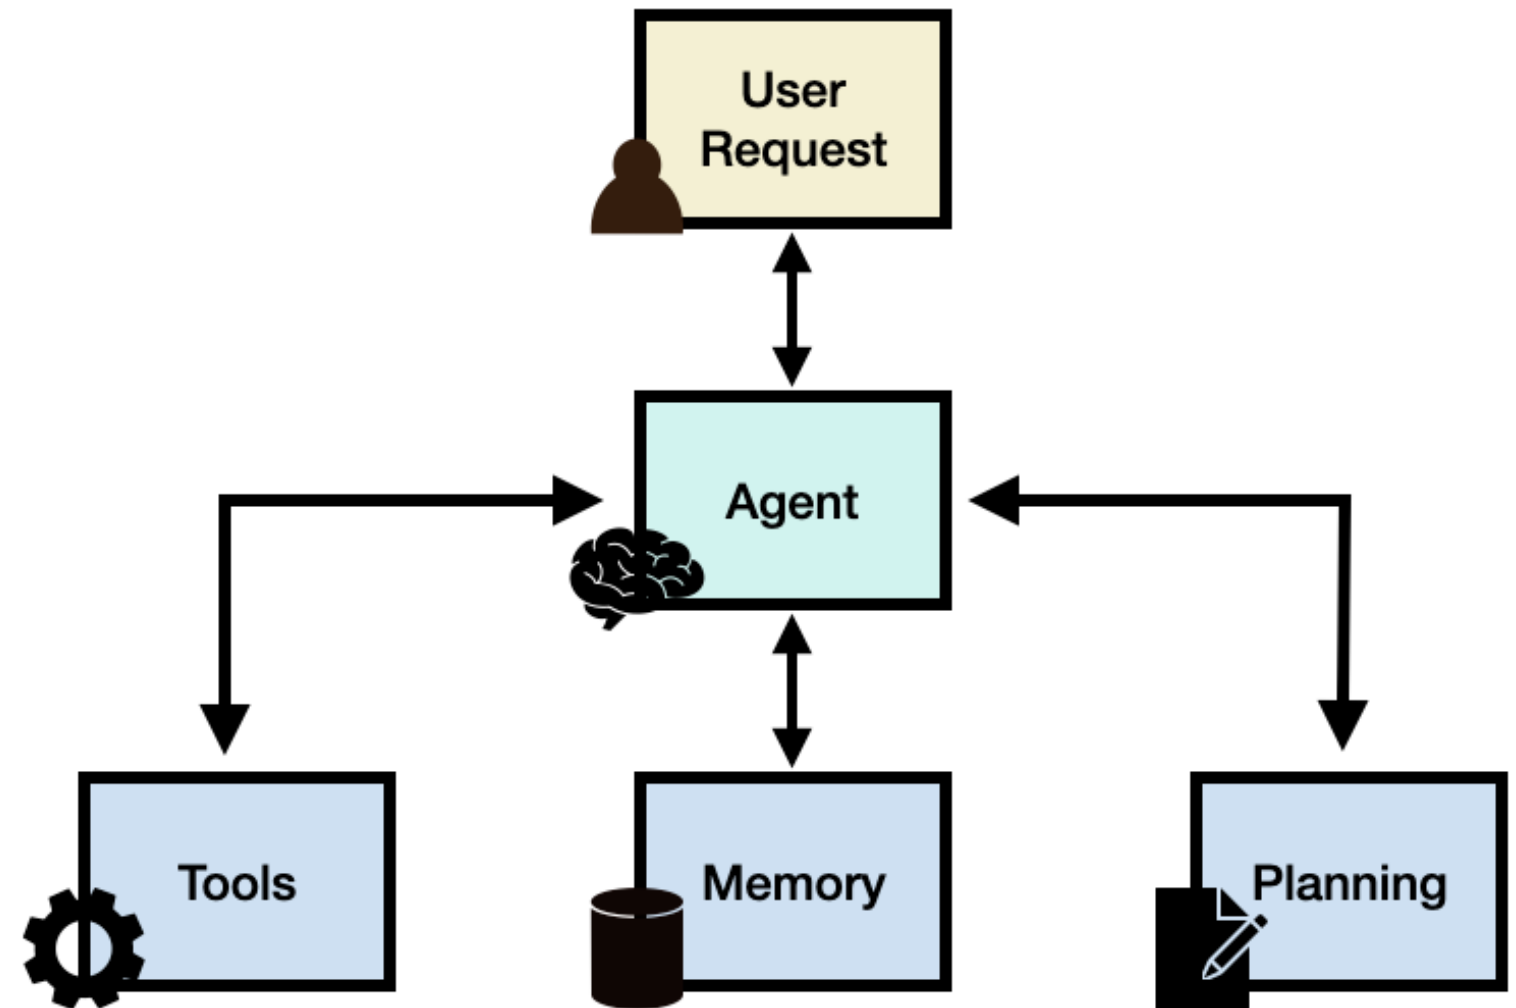 User
Request
Agent
Tools
Memory
Planning